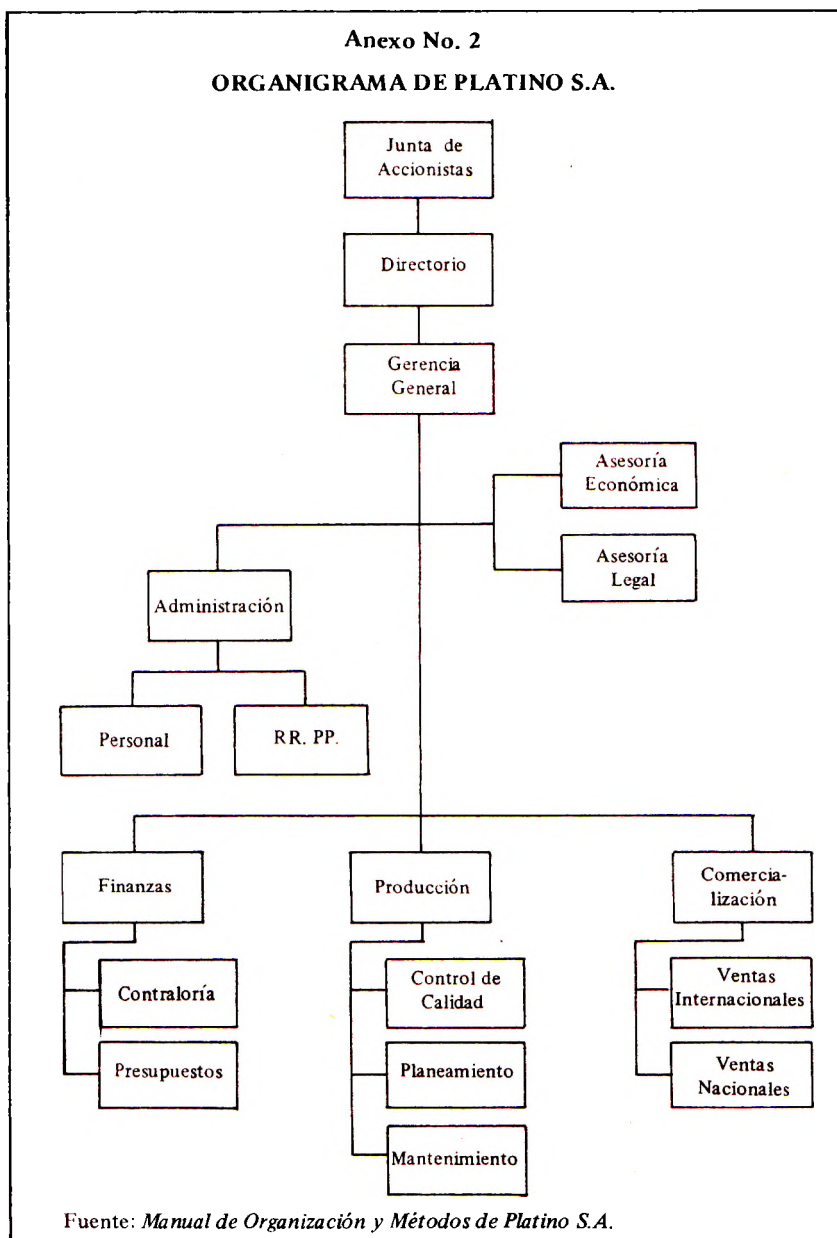 Anexo No. 2
ORGANIGRAMA DE PLATINO S.A.
Junta de
Accionistas
Directorio
Gerencia
General
Asesoría
Económica
Asesoría
Legal
Administración
Personal
RR. PP.
Finanzas
Producción
Comercia-
lización
Contraloría
Presupuestos
Control de
Calidad
Planeamiento
Mantenimiento
Ventas
Internacionales
Ventas
Nacionales
Fuente: Manual de Organización y Métodos de Platino S.A.